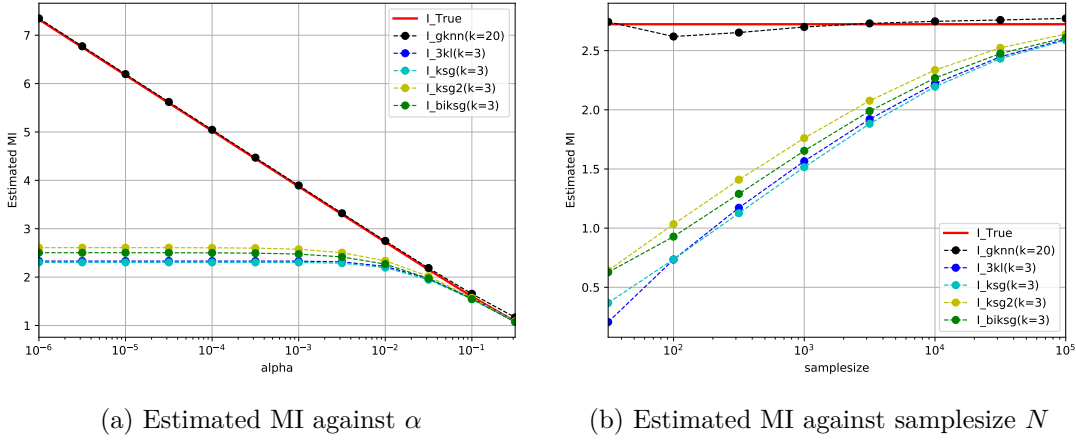 Estimated MI
7
6
5
4
3
2
1
10⁻⁶
10⁻⁵
10⁻⁴
10⁻³
10⁻²
10⁻¹
alpha
I_True
I_gknn(k=20)
I_3kl(k=3)
I_ksg(k=3)
I_ksg2(k=3)
I_biksg(k=3)
(a) Estimated MI against α
Estimated MI
2.5
2.0
1.5
1.0
0.5
10²
10³
10⁴
10⁵
samplesize
I_True
I_gknn(k=20)
I_3kl(k=3)
I_ksg(k=3)
I_ksg2(k=3)
I_biksg(k=3)
(b) Estimated MI against samplesize N